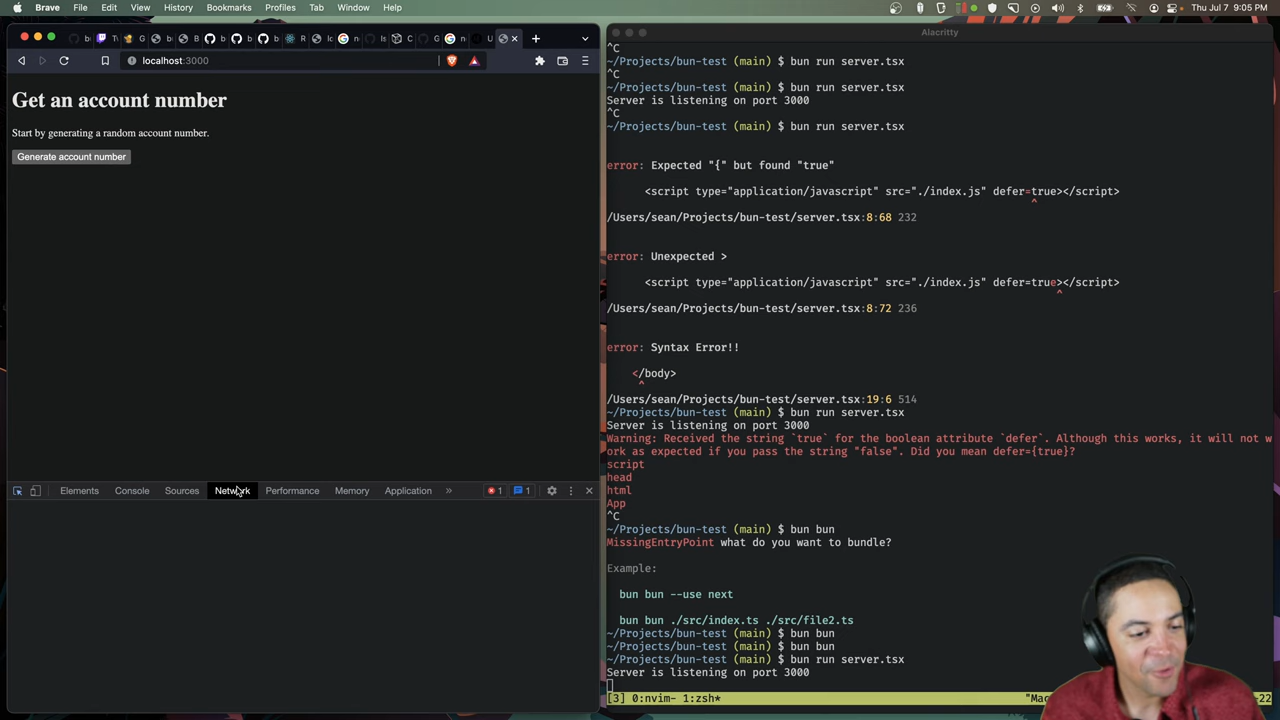 Brave File Edit View History Bookmarks Profiles Tab Window Help
Thu Jul 7 9:05 PM
localhost:3000
Get an account number
Start by generating a random account number.
Generate account number
Elements Console Sources Network Performance Memory Application » 1 1
Alacritty
^C
~/Projects/bun-test (main) $ bun run server.tsx
^C
~/Projects/bun-test (main) $ bun run server.tsx
Server is listening on port 3000
^C
~/Projects/bun-test (main) $ bun run server.tsx
error: Expected "{" but found "true"
<script type="application/javascript" src="./index.js" defer=true></script>
^
/Users/sean/Projects/bun-test/server.tsx:8:68 232
error: Unexpected >
<script type="application/javascript" src="./index.js" defer=true></script>
^
/Users/sean/Projects/bun-test/server.tsx:8:72 236
error: Syntax Error!!
</body>
^
/Users/sean/Projects/bun-test/server.tsx:19:6 514
~/Projects/bun-test (main) $ bun run server.tsx
Server is listening on port 3000
Warning: Received the string `true` for the boolean attribute `defer`. Although this works, it will not w
ork as expected if you pass the string "false". Did you mean defer={true}?
script
head
html
App
^C
~/Projects/bun-test (main) $ bun bun
MissingEntryPoint what do you want to bundle?
Example:
bun bun --use next
bun bun ./src/index.ts ./src/file2.ts
~/Projects/bun-test (main) $ bun bun
~/Projects/bun-test (main) $ bun bun
~/Projects/bun-test (main) $ bun run server.tsx
Server is listening on port 3000
[3] 0:nvim- 1:zsh*